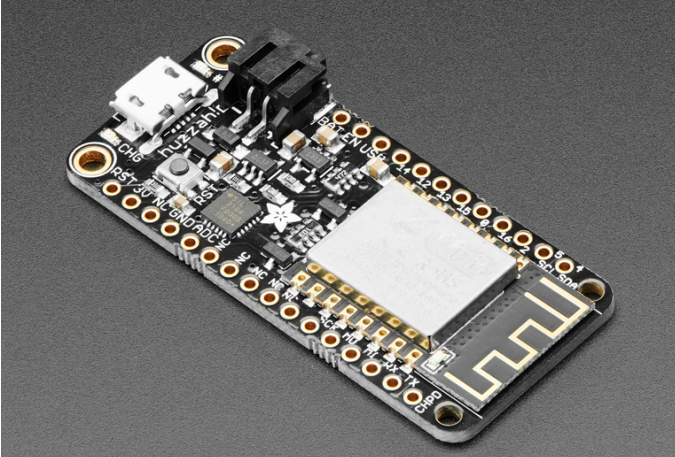 huzzah!
#
CHG
BAT
EN
USB
14
12
13
15
0
16
2
5
4
SCL
SDA
RST
3V
NC
GND
ADC
NC
NC
NC
NC
RST
SCK
MO
MI
RX
TX
CHPD